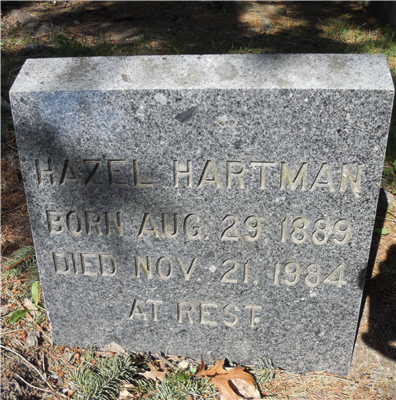 HAZEL HARTMAN
BORN AUG. 29, 1889
DIED NOV. 21, 1984
AT REST